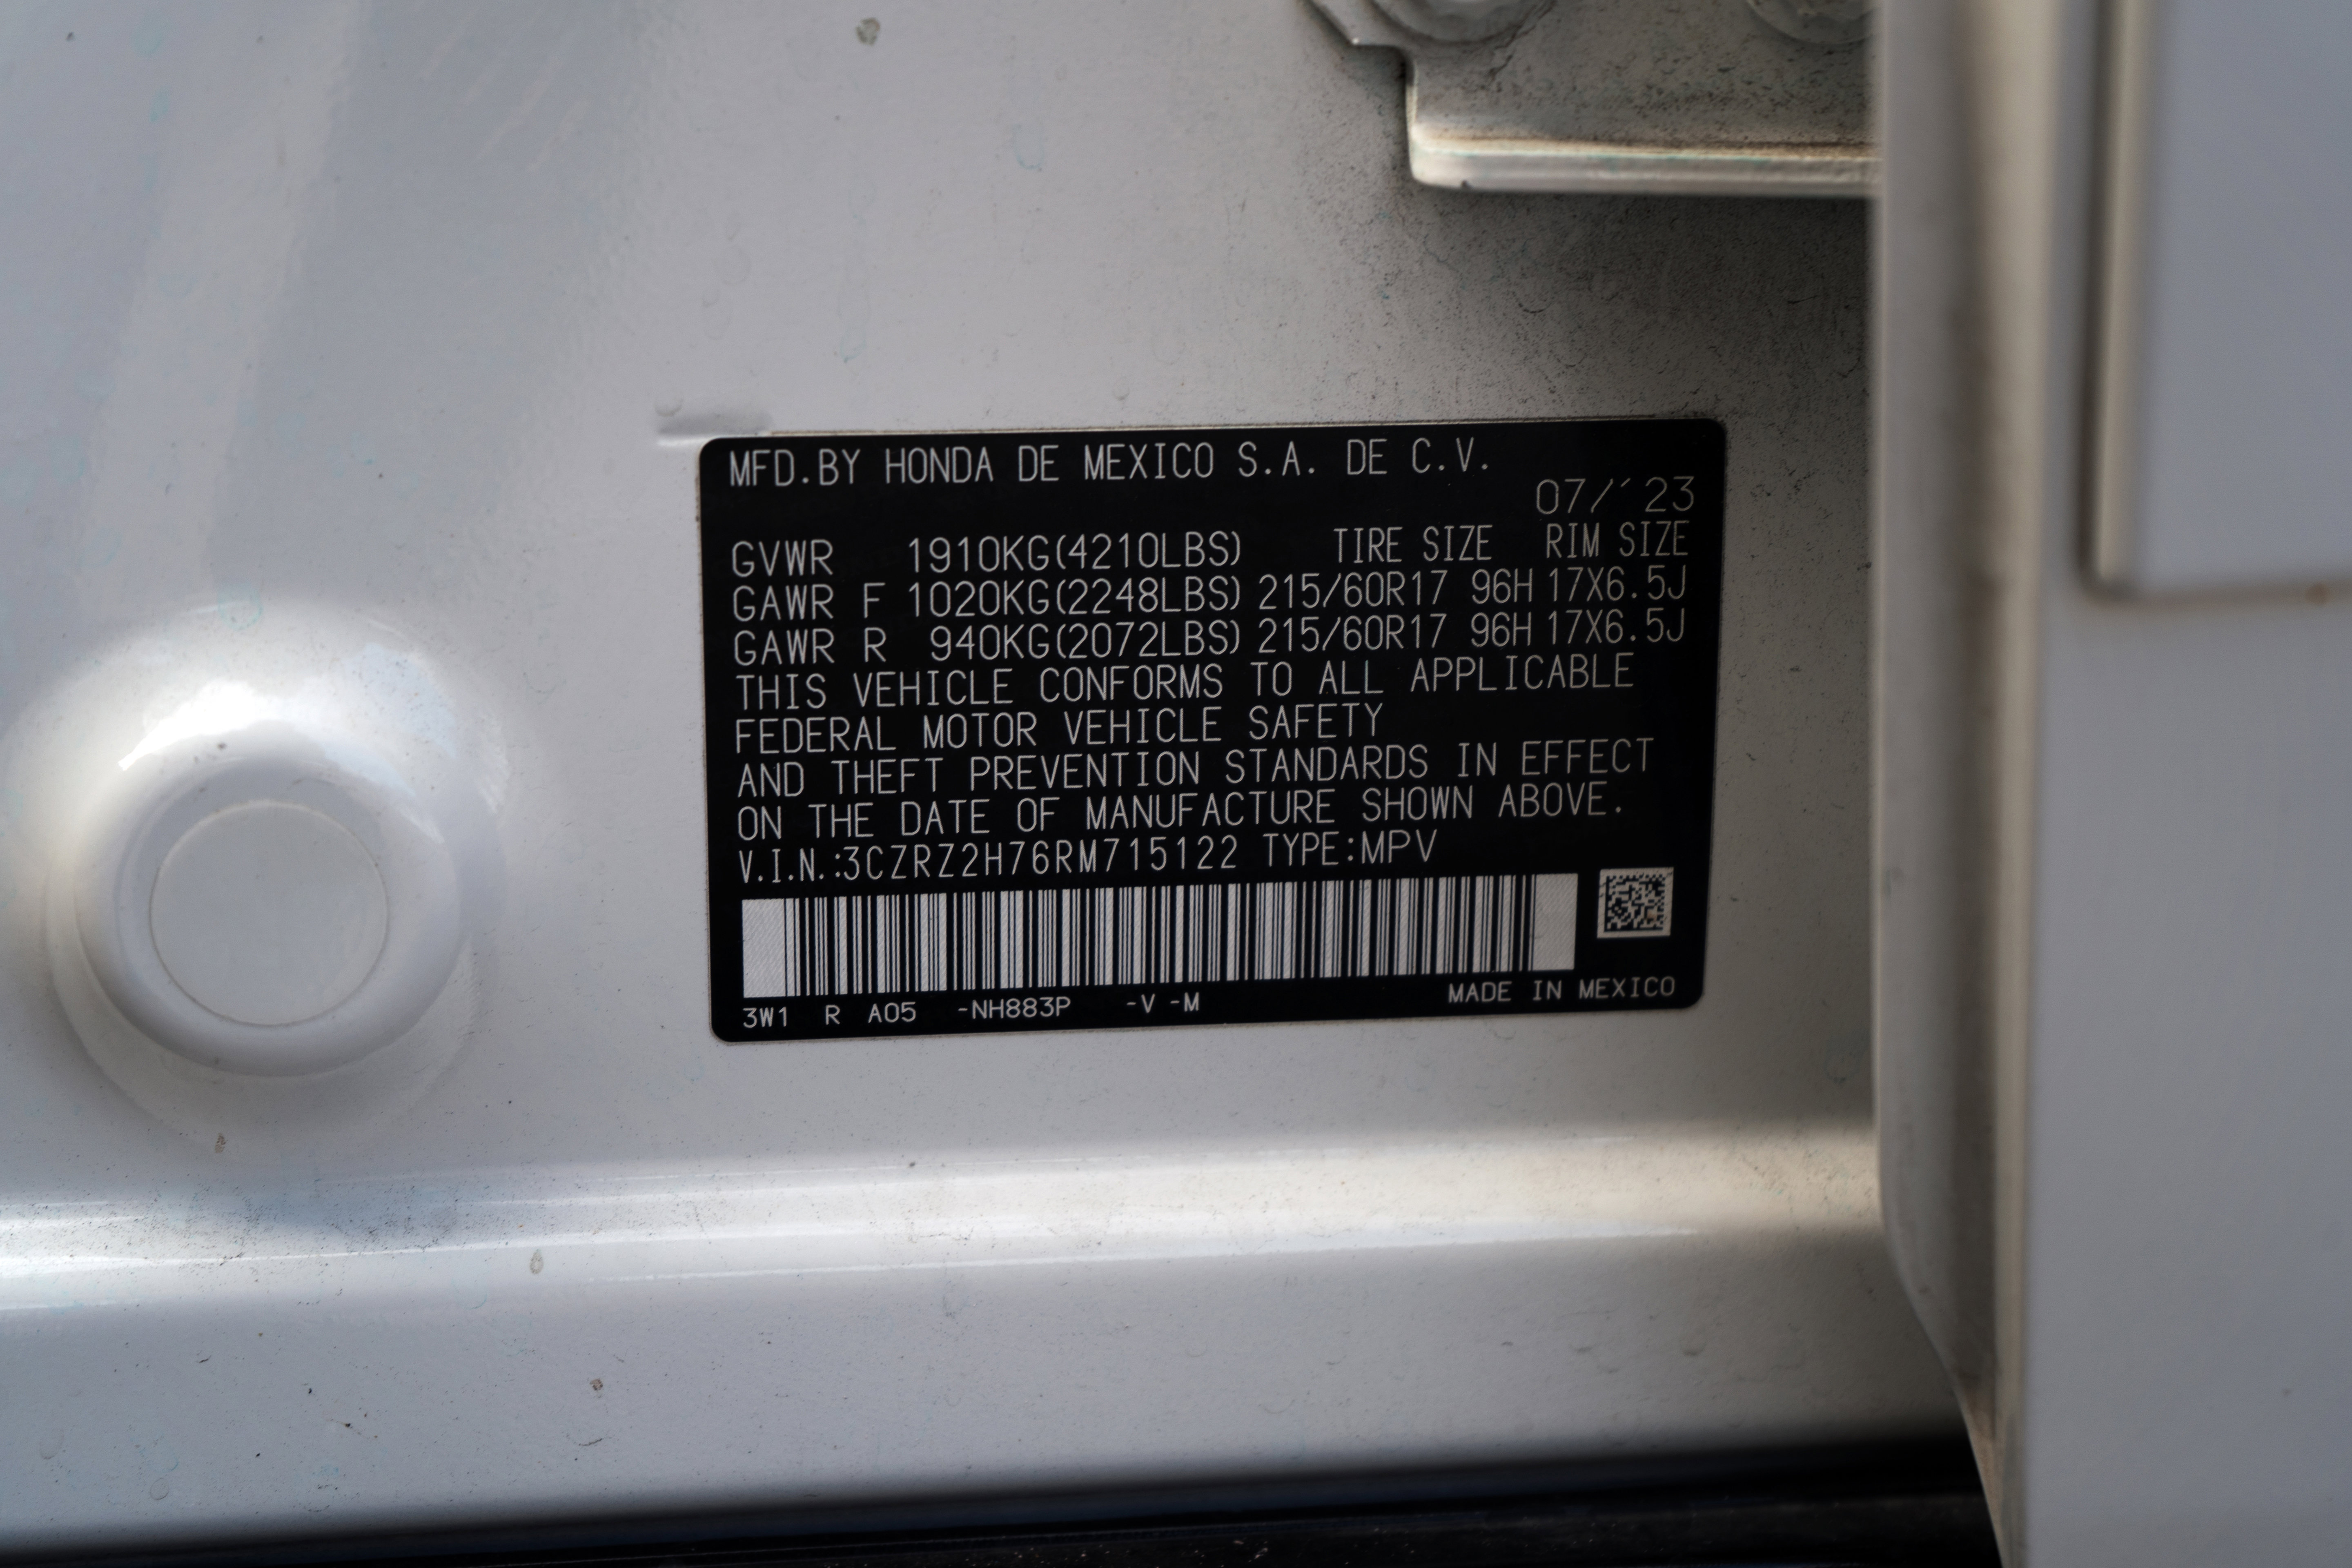 MFD.BY HONDA DE MEXICO S.A. DE C.V.
07/´23
GVWR 1910KG(4210LBS) TIRE SIZE RIM SIZE
GAWR F 1020KG(2248LBS) 215/60R17 96H 17X6.5J
GAWR R 940KG(2072LBS) 215/60R17 96H 17X6.5J
THIS VEHICLE CONFORMS TO ALL APPLICABLE
FEDERAL MOTOR VEHICLE SAFETY
AND THEFT PREVENTION STANDARDS IN EFFECT
ON THE DATE OF MANUFACTURE SHOWN ABOVE.
V.I.N.:3CZRZ2H76RM715122 TYPE:MPV
3W1 R A05 -NH883P -V -M MADE IN MEXICO